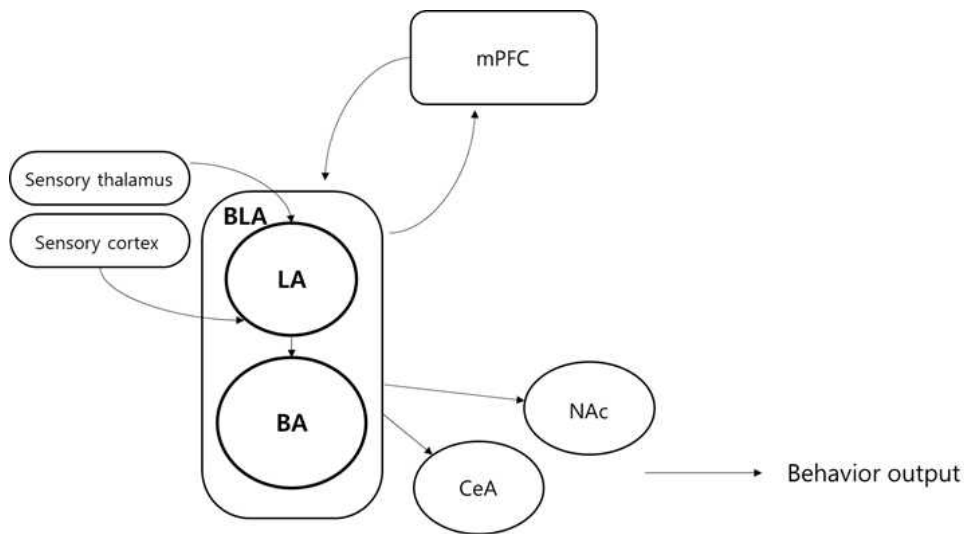 mPFC
Sensory thalamus
Sensory cortex
BLA
LA
BA
NAc
CeA
Behavior output